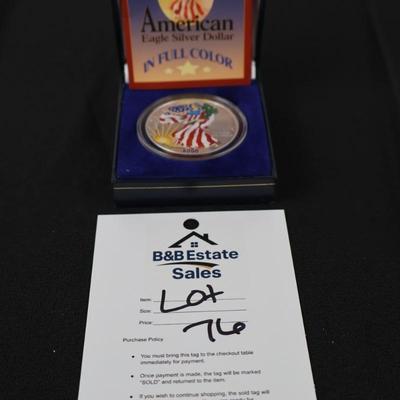 American
Eagle Silver Dollar
IN FULL COLOR
B&B Estate
Sales
Item: Lot
Size:
Price: 76
Purchase Policy
• You must bring this tag to the checkout table
immediately for payment.
• Once payment is made, the tag will be marked
"SOLD" and returned to the item.
• If you wish to continue shopping, the sold tag will